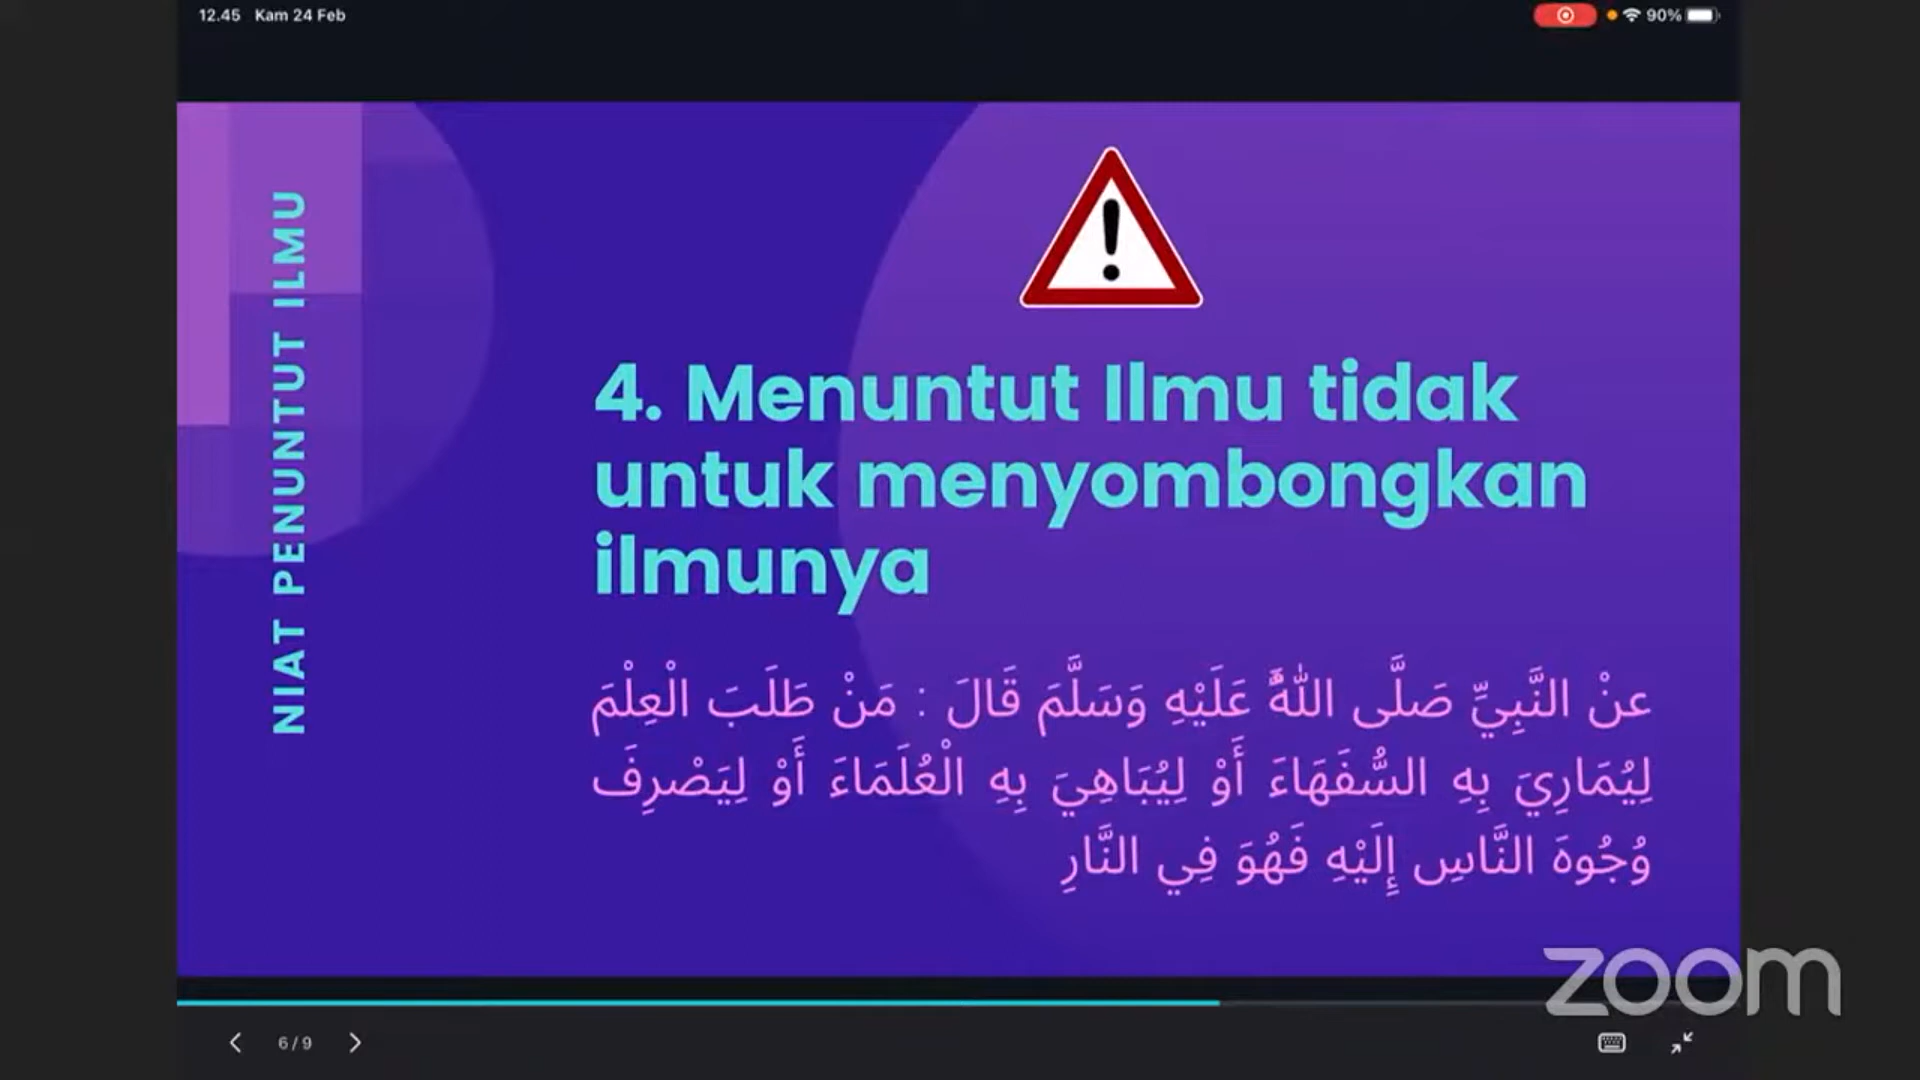 12.45 Kam 24 Feb
90%
NIAT PENUNTUT ILMU
4. Menuntut Ilmu tidak
untuk menyombongkan
ilmunya
عنْ النَّبِيِّ صَلَّى اللَّهُ عَلَيْهِ وَسَلَّمَ قَالَ : مَنْ طَلَبَ الْعِلْمَ
لِيُمَارِيَ بِهِ السُّفَهَاءَ أَوْ لِيُبَاهِيَ بِهِ الْعُلَمَاءَ أَوْ لِيَصْرِفَ
وُجُوهَ النَّاسِ إِلَيْهِ فَهُوَ فِي النَّارِ
zoom
6/9